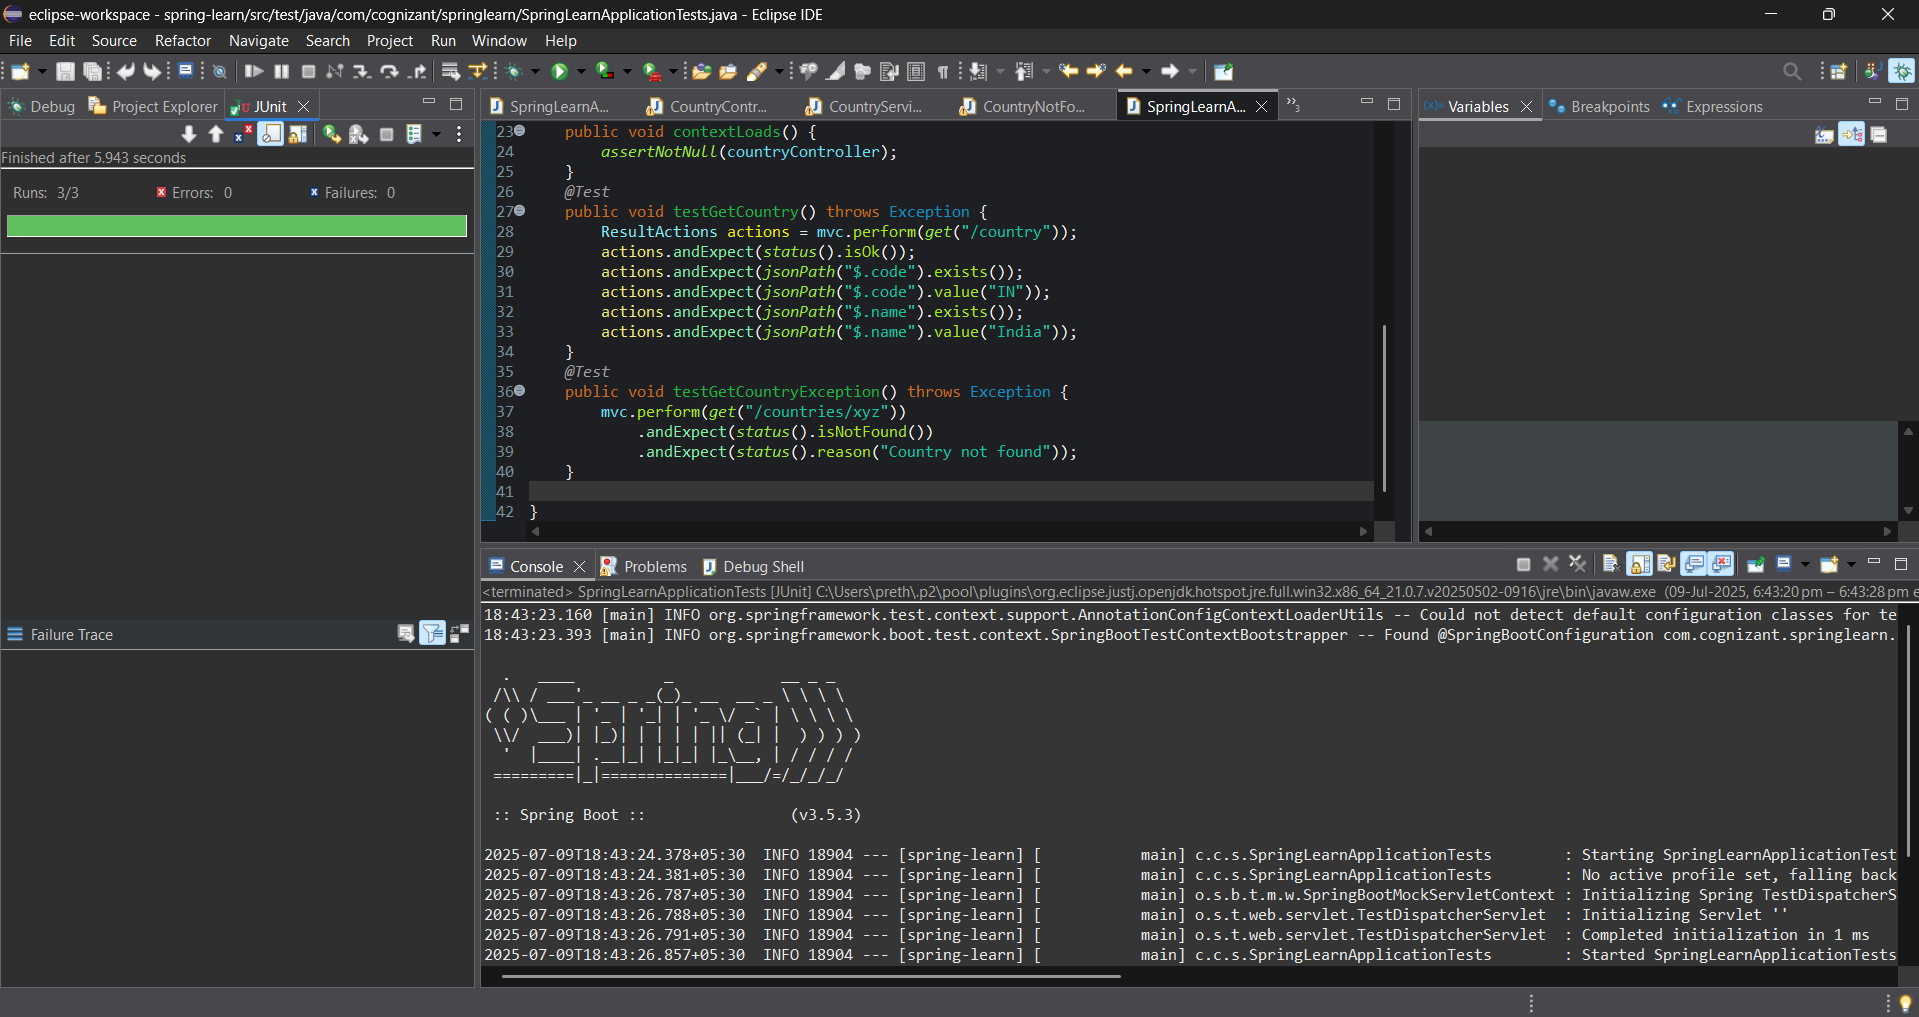 eclipse-workspace - spring-learn/src/test/java/com/cognizant/springlearn/SpringLearnApplicationTests.java - Eclipse IDE
File Edit Source Refactor Navigate Search Project Run Window Help
Debug Project Explorer JUnit
Finished after 5.943 seconds
Runs: 3/3 Errors: 0 Failures: 0
Failure Trace
SpringLearnA... CountryContr... CountryServi... CountryNotFo... SpringLearnA... »3
23 public void contextLoads() {
24 assertNotNull(countryController);
25 }
26 @Test
27 public void testGetCountry() throws Exception {
28 ResultActions actions = mvc.perform(get("/country"));
29 actions.andExpect(status().isOk());
30 actions.andExpect(jsonPath("$.code").exists());
31 actions.andExpect(jsonPath("$.code").value("IN"));
32 actions.andExpect(jsonPath("$.name").exists());
33 actions.andExpect(jsonPath("$.name").value("India"));
34 }
35 @Test
36 public void testGetCountryException() throws Exception {
37 mvc.perform(get("/countries/xyz"))
38 .andExpect(status().isNotFound())
39 .andExpect(status().reason("Country not found"));
40 }
41
42 }
Variables Breakpoints Expressions
Console Problems Debug Shell
<terminated> SpringLearnApplicationTests [JUnit] C:\Users\preth\.p2\pool\plugins\org.eclipse.justj.openjdk.hotspot.jre.full.win32.x86_64_21.0.7.v20250502-0916\jre\bin\javaw.exe (09-Jul-2025, 6:43:20 pm – 6:43:28 pm e
18:43:23.160 [main] INFO org.springframework.test.context.support.AnnotationConfigContextLoaderUtils -- Could not detect default configuration classes for te
18:43:23.393 [main] INFO org.springframework.boot.test.context.SpringBootTestContextBootstrapper -- Found @SpringBootConfiguration com.cognizant.springlearn.
Spring
:: Spring Boot :: (v3.5.3)
2025-07-09T18:43:24.378+05:30 INFO 18904 --- [spring-learn] [ main] c.c.s.SpringLearnApplicationTests : Starting SpringLearnApplicationTest
2025-07-09T18:43:24.381+05:30 INFO 18904 --- [spring-learn] [ main] c.c.s.SpringLearnApplicationTests : No active profile set, falling back
2025-07-09T18:43:26.787+05:30 INFO 18904 --- [spring-learn] [ main] o.s.b.t.m.w.SpringBootMockServletContext : Initializing Spring TestDispatcherS
2025-07-09T18:43:26.788+05:30 INFO 18904 --- [spring-learn] [ main] o.s.t.web.servlet.TestDispatcherServlet : Initializing Servlet ''
2025-07-09T18:43:26.791+05:30 INFO 18904 --- [spring-learn] [ main] o.s.t.web.servlet.TestDispatcherServlet : Completed initialization in 1 ms
2025-07-09T18:43:26.857+05:30 INFO 18904 --- [spring-learn] [ main] c.c.s.SpringLearnApplicationTests : Started SpringLearnApplicationTests